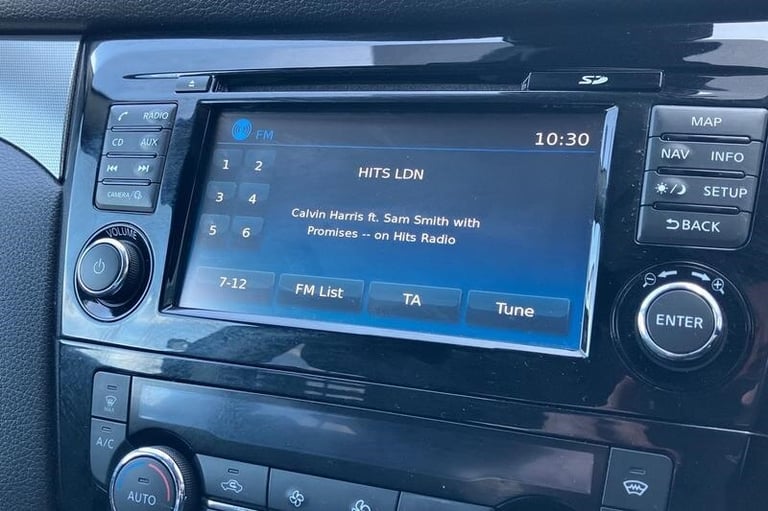 SD
RADIO
CD AUX
CAMERA/
VOLUME
FM 10:30
1 2
HITS LDN
3 4
Calvin Harris ft. Sam Smith with
Promises -- on Hits Radio
5 6
7-12 FM List TA Tune
MAP
NAV INFO
SETUP
BACK
ENTER
MAX
A/C
AUTO